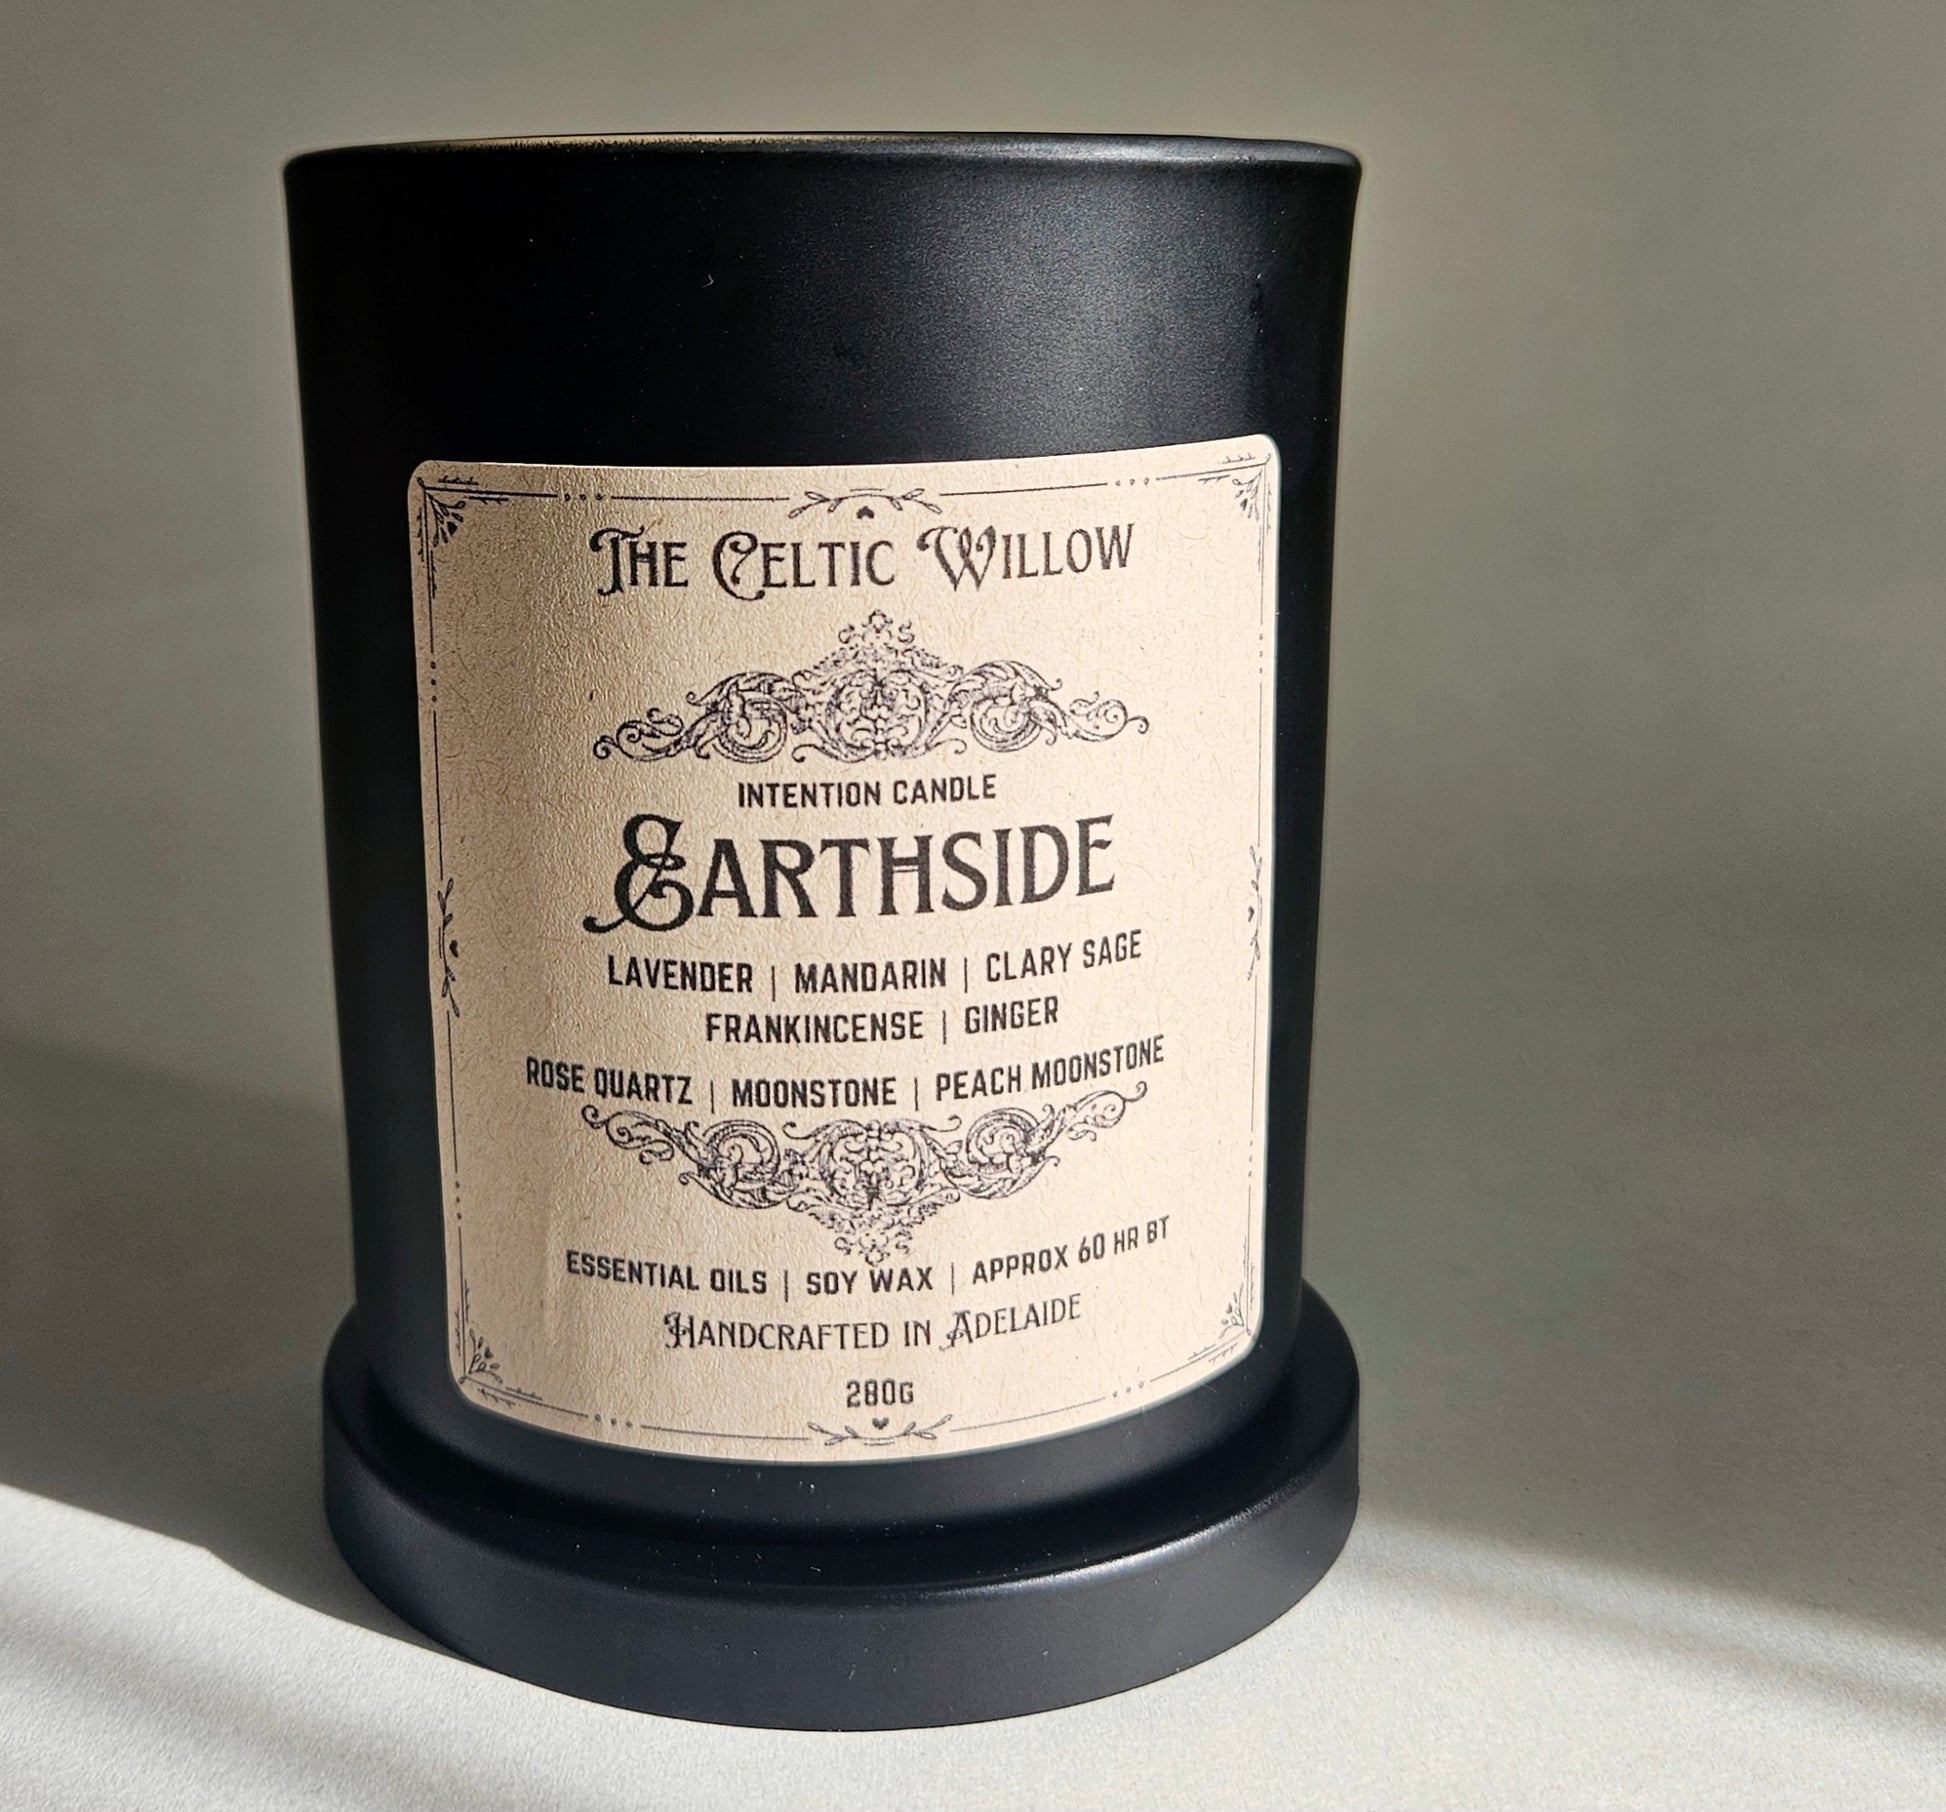 The Celtic Willow
INTENTION CANDLE
Earthside
LAVENDER | MANDARIN | CLARY SAGE
FRANKINCENSE | GINGER
ROSE QUARTZ | MOONSTONE | PEACH MOONSTONE
ESSENTIAL OILS | SOY WAX | APPROX 60 HR BT
Handcrafted in Adelaide
280G